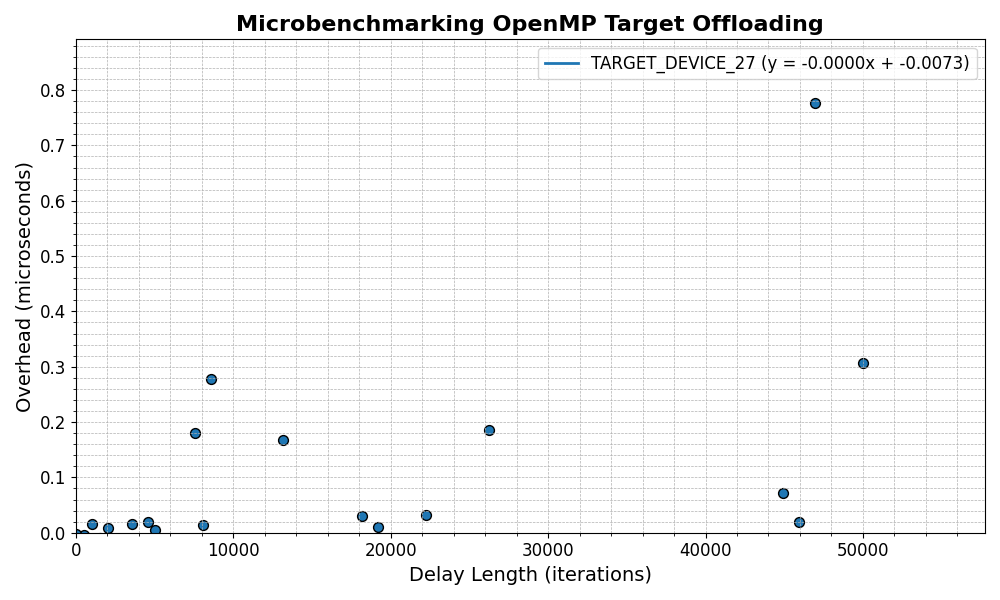 Microbenchmarking OpenMP Target Offloading
TARGET_DEVICE_27 (y = -0.0000x + -0.0073)
Overhead (microseconds)
0.8
0.7
0.6
0.5
0.4
0.3
0.2
0.1
0.0
0 10000 20000 30000 40000 50000
Delay Length (iterations)